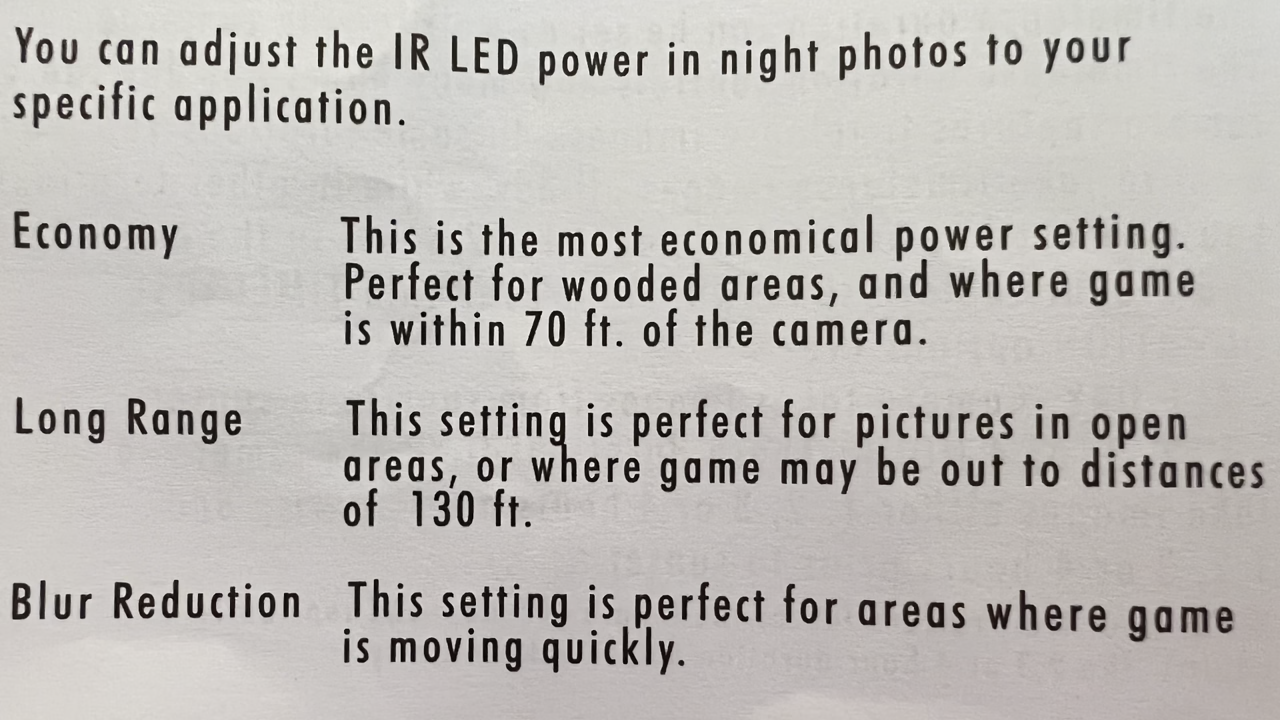 You can adjust the IR LED power in night photos to your
specific application.
Economy This is the most economical power setting.
Perfect for wooded areas, and where game
is within 70 ft. of the camera.
Long Range This setting is perfect for pictures in open
areas, or where game may be out to distances
of 130 ft.
Blur Reduction This setting is perfect for areas where game
is moving quickly.